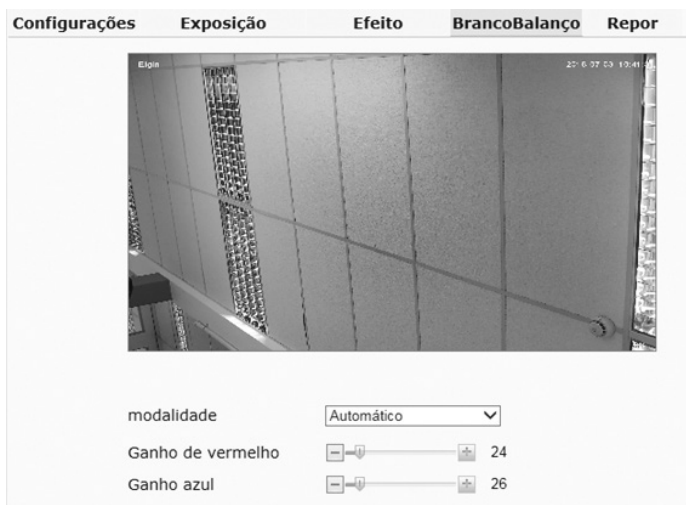 Configurações Exposição Efeito BrancoBalanço Repor
Elgin
modalidade Automático
Ganho de vermelho 24
Ganho azul 26